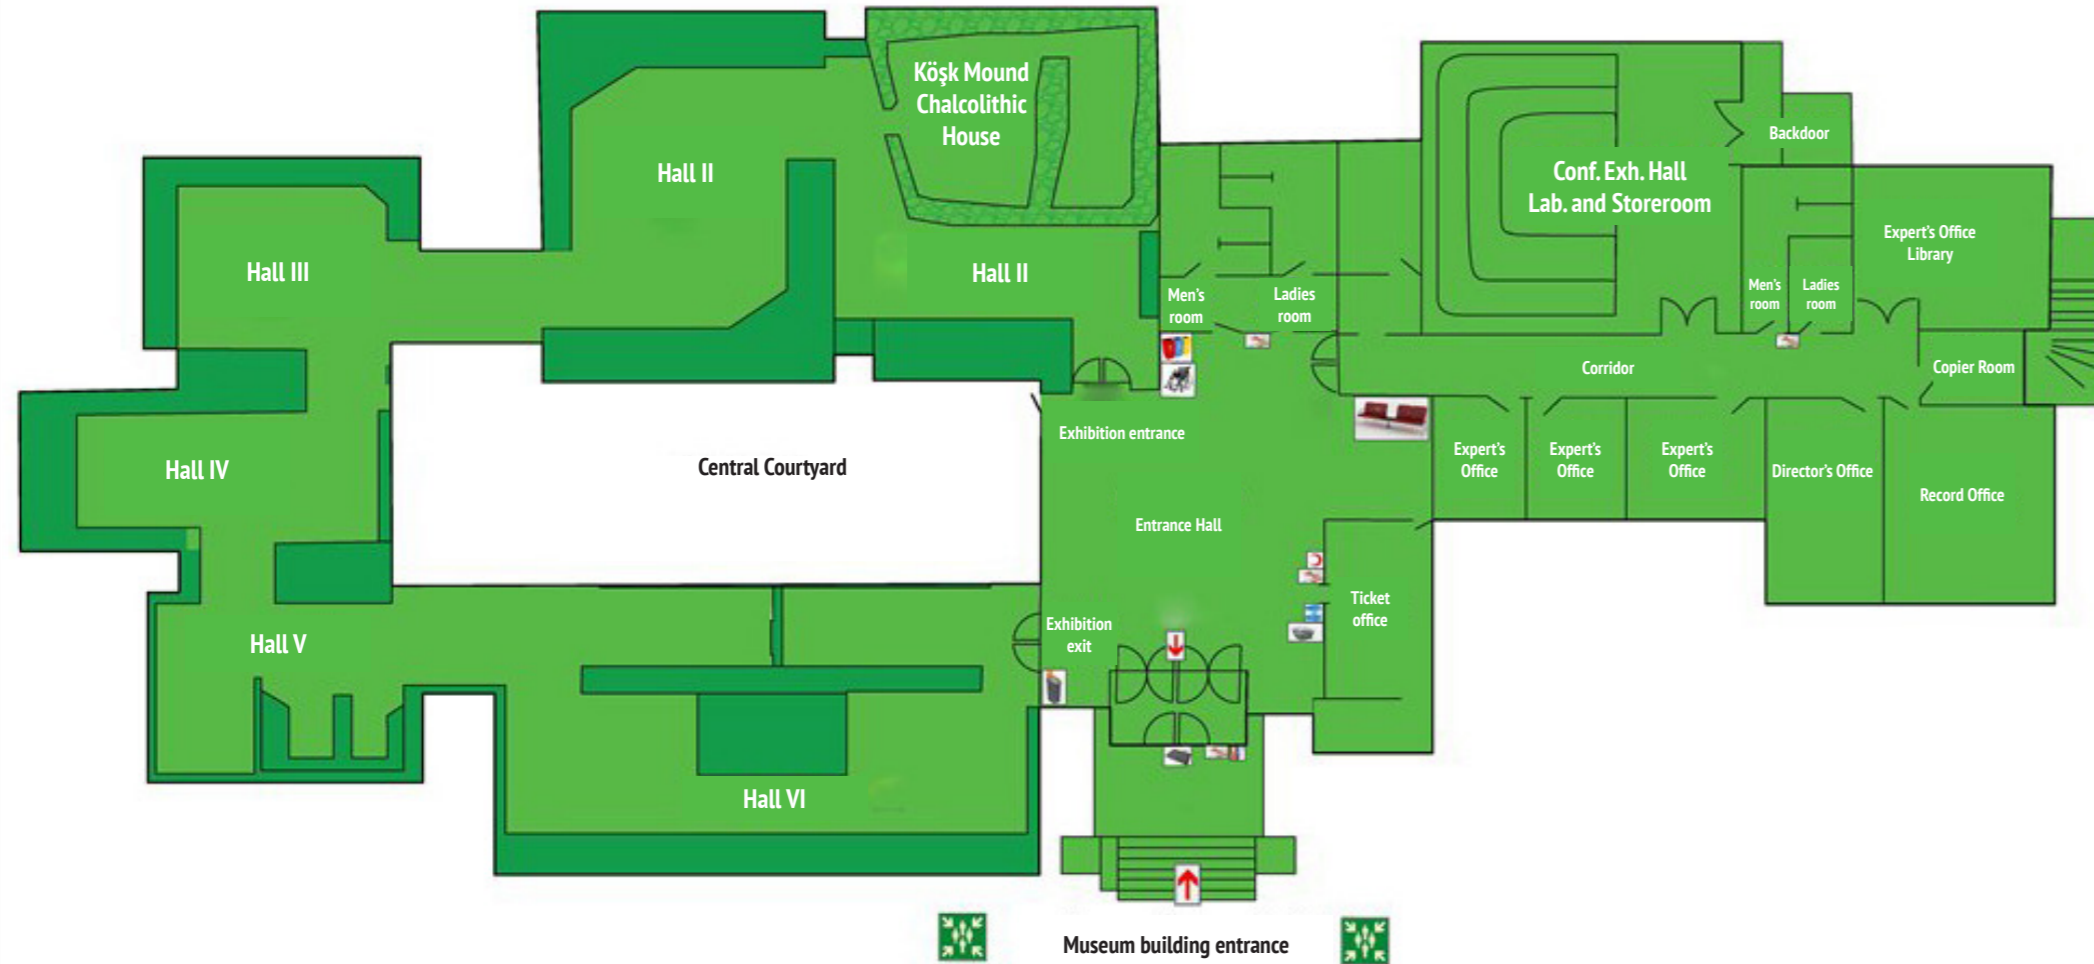 Köşk Mound
Chalcolithic
House
Hall II
Hall II
Hall III
Hall IV
Hall V
Hall VI
Central Courtyard
Exhibition entrance
Entrance Hall
Exhibition
exit
Men's
room
Ladies
room
Conf. Exh. Hall
Lab. and Storeroom
Backdoor
Men's
room
Ladies
room
Expert's Office
Library
Corridor
Copier Room
Expert's
Office
Expert's
Office
Expert's
Office
Director's Office
Record Office
Ticket
office
Museum building entrance